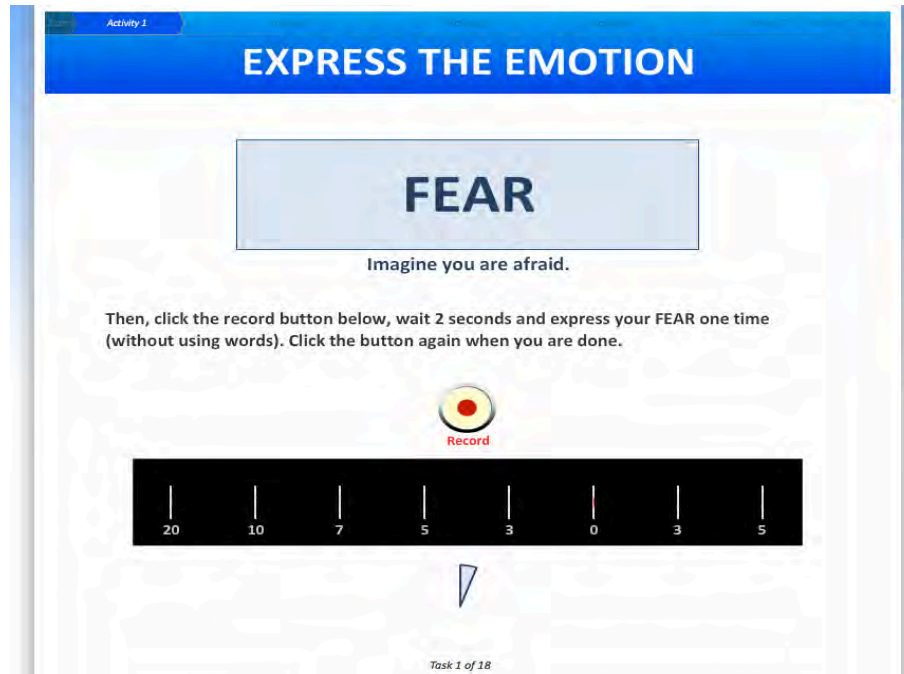 Activity 1
EXPRESS THE EMOTION
FEAR
Imagine you are afraid.
Then, click the record button below, wait 2 seconds and express your FEAR one time
(without using words). Click the button again when you are done.
Record
20 10 7 5 3 0 3 5
Task 1 of 18